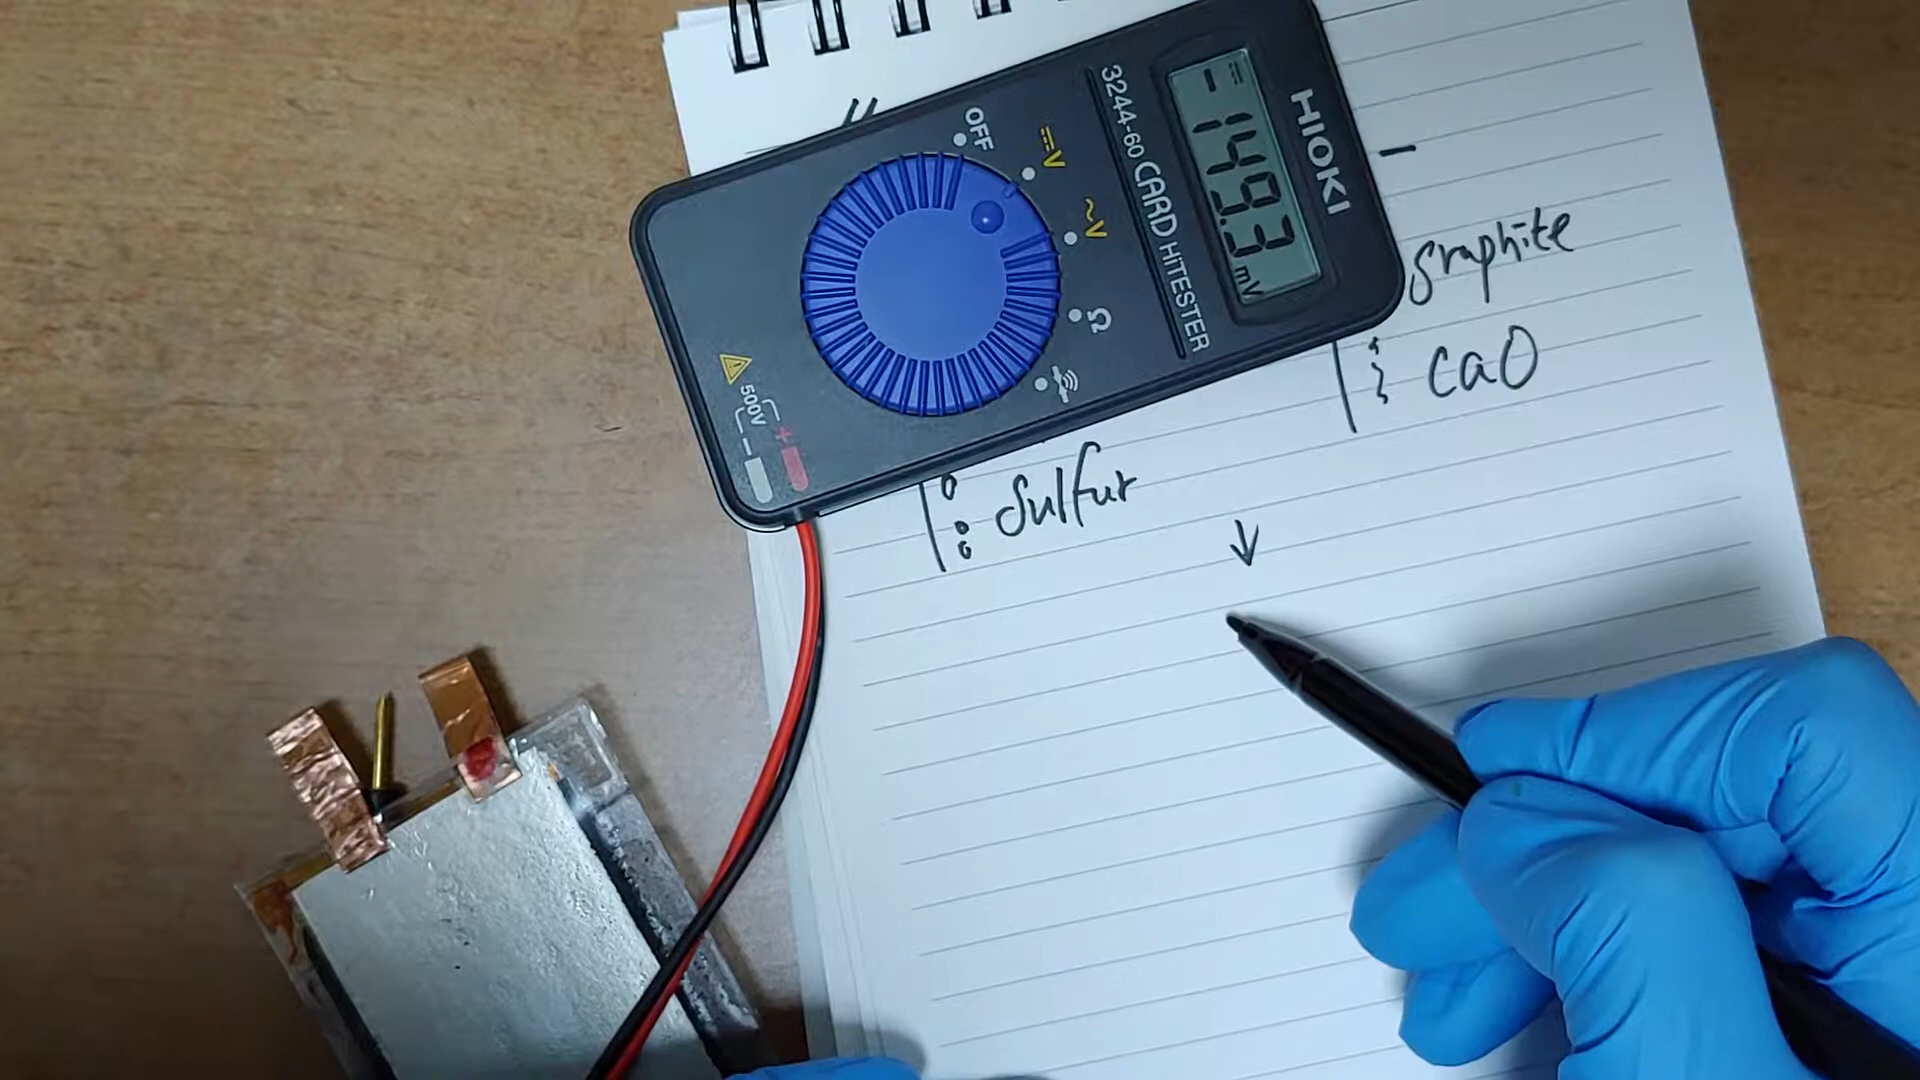 HIOKI
-149.3
mV
3244-60 CARD HiTESTER
OFF
⎓V
~V
Ω
500V
- +
graphite
CaO
Sulfur
↓